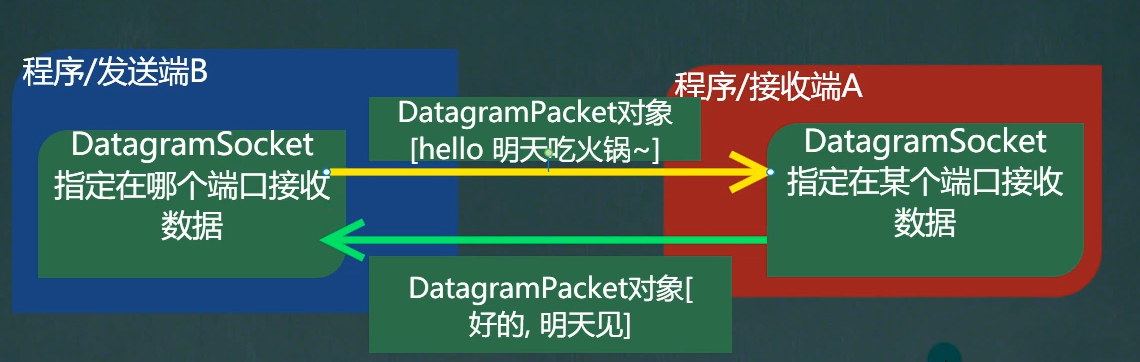 程序/发送端B
程序/接收端A
DatagramPacket对象
[hello 明天吃火锅~]
DatagramSocket
指定在哪个端口接收
数据
DatagramSocket
指定在某个端口接收
数据
DatagramPacket对象[
好的, 明天见]